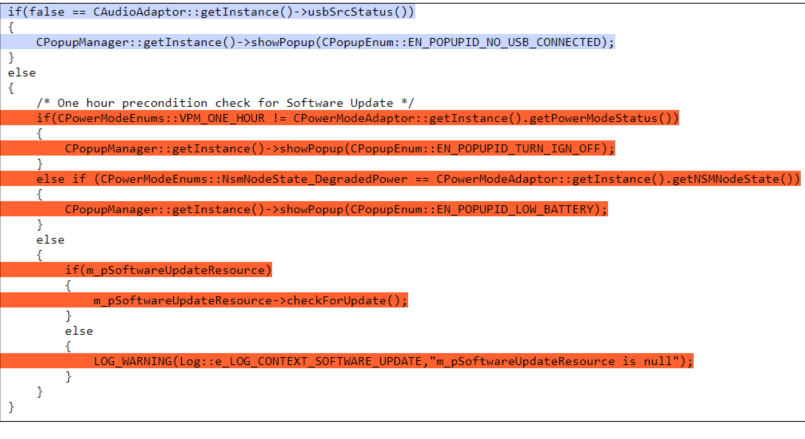 if(false == CAudioAdaptor::getInstance()->usbSrcStatus())
{
    CPopupManager::getInstance()->showPopup(CPopupEnum::EN_POPUPID_NO_USB_CONNECTED);
}
else
{
    /* One hour precondition check for Software Update */
    if(CPowerModeEnums::VPM_ONE_HOUR != CPowerModeAdaptor::getInstance().getPowerModeStatus())
    {
        CPopupManager::getInstance()->showPopup(CPopupEnum::EN_POPUPID_TURN_IGN_OFF);
    }
    else if (CPowerModeEnums::NsmNodeState_DegradedPower == CPowerModeAdaptor::getInstance().getNSMNodeState())
    {
        CPopupManager::getInstance()->showPopup(CPopupEnum::EN_POPUPID_LOW_BATTERY);
    }
    else
    {
        if(m_pSoftwareUpdateResource)
        {
            m_pSoftwareUpdateResource->checkForUpdate();
        }
        else
        {
            LOG_WARNING(Log::e_LOG_CONTEXT_SOFTWARE_UPDATE,"m_pSoftwareUpdateResource is null");
        }
    }
}